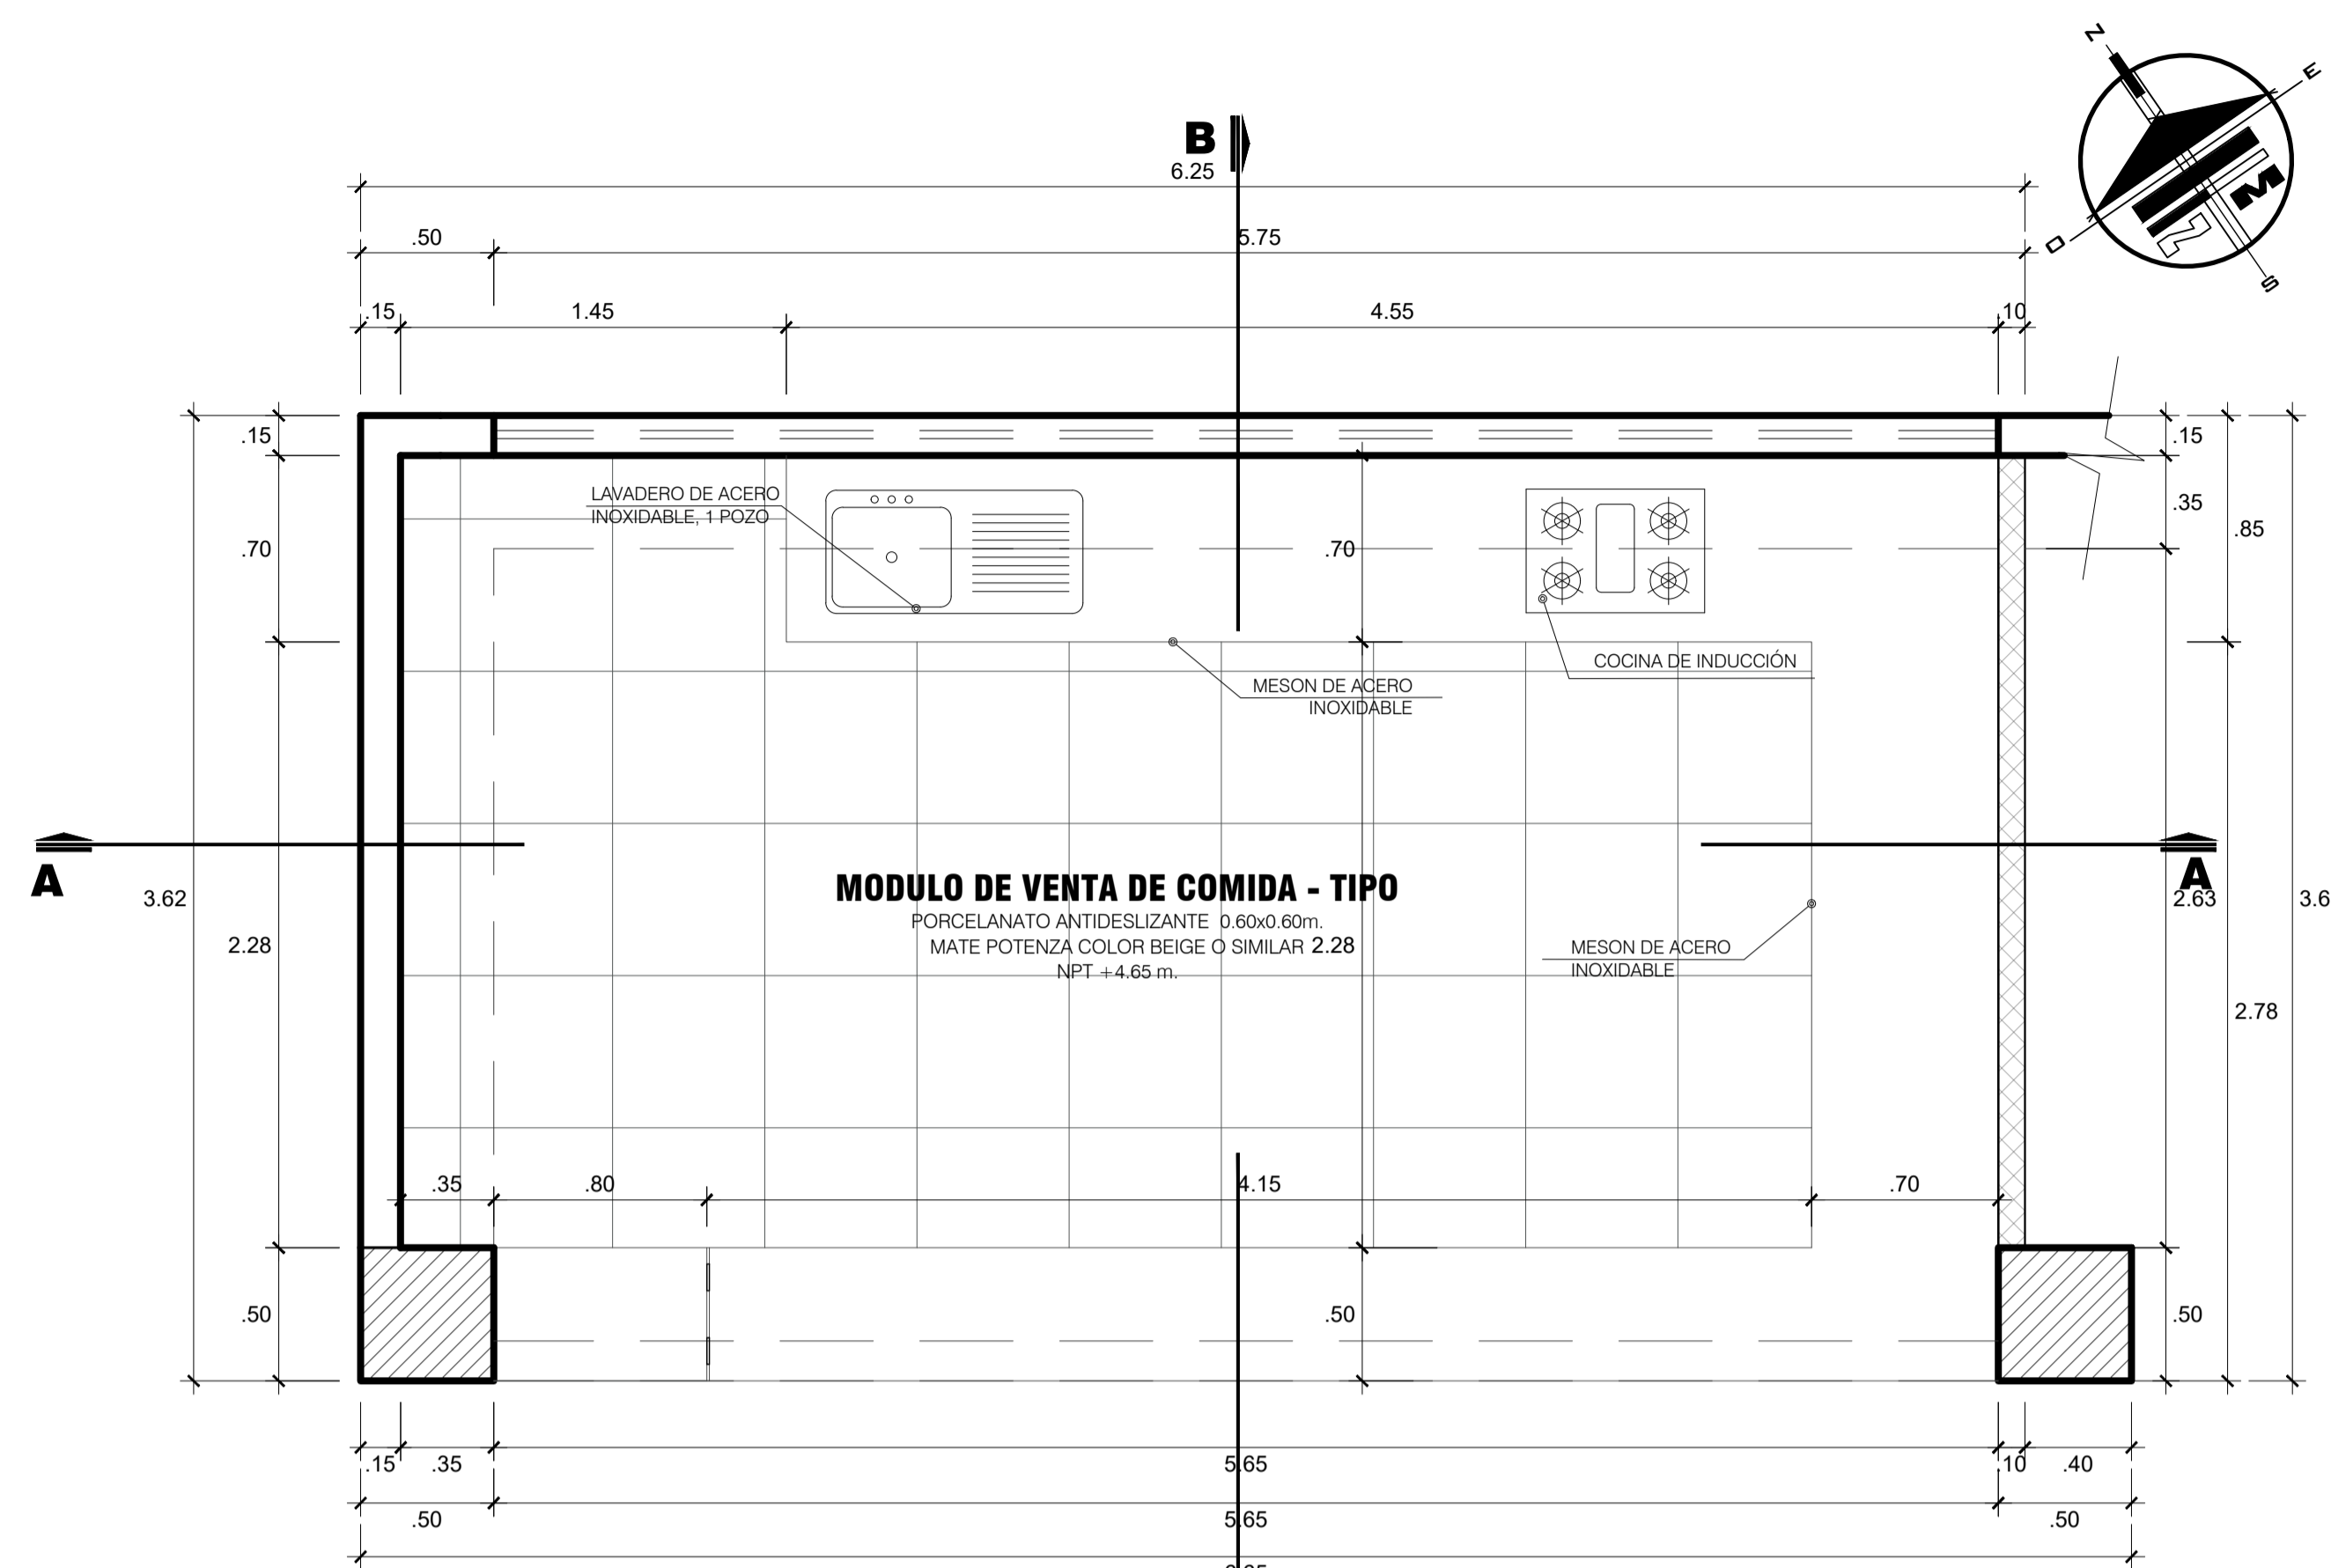 N
E
O
S
M
B
6.25
.50
5.75
.15
1.45
4.55
.10
.15
.15
.35
.85
.70
.70
LAVADERO DE ACERO
INOXIDABLE, 1 POZO
COCINA DE INDUCCIÓN
MESON DE ACERO
INOXIDABLE
A
A
3.62
2.63
3.6
MODULO DE VENTA DE COMIDA - TIPO
PORCELANATO ANTIDESLIZANTE 0.60x0.60m.
MATE POTENZA COLOR BEIGE O SIMILAR
NPT +4.65 m.
2.28
2.28
MESON DE ACERO
INOXIDABLE
2.78
.35
.80
4.15
.70
.50
.50
.50
.15
.35
5.65
.10
.40
.50
5.65
.50